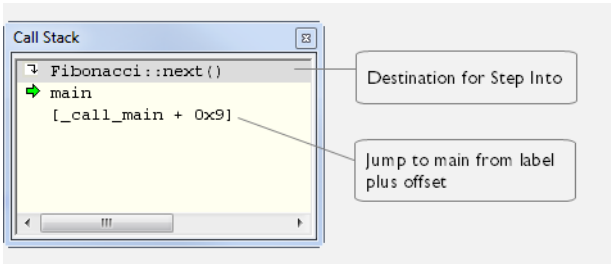 Call Stack
Fibonacci::next()
main
[_call_main + 0x9]
Destination for Step Into
Jump to main from label
plus offset